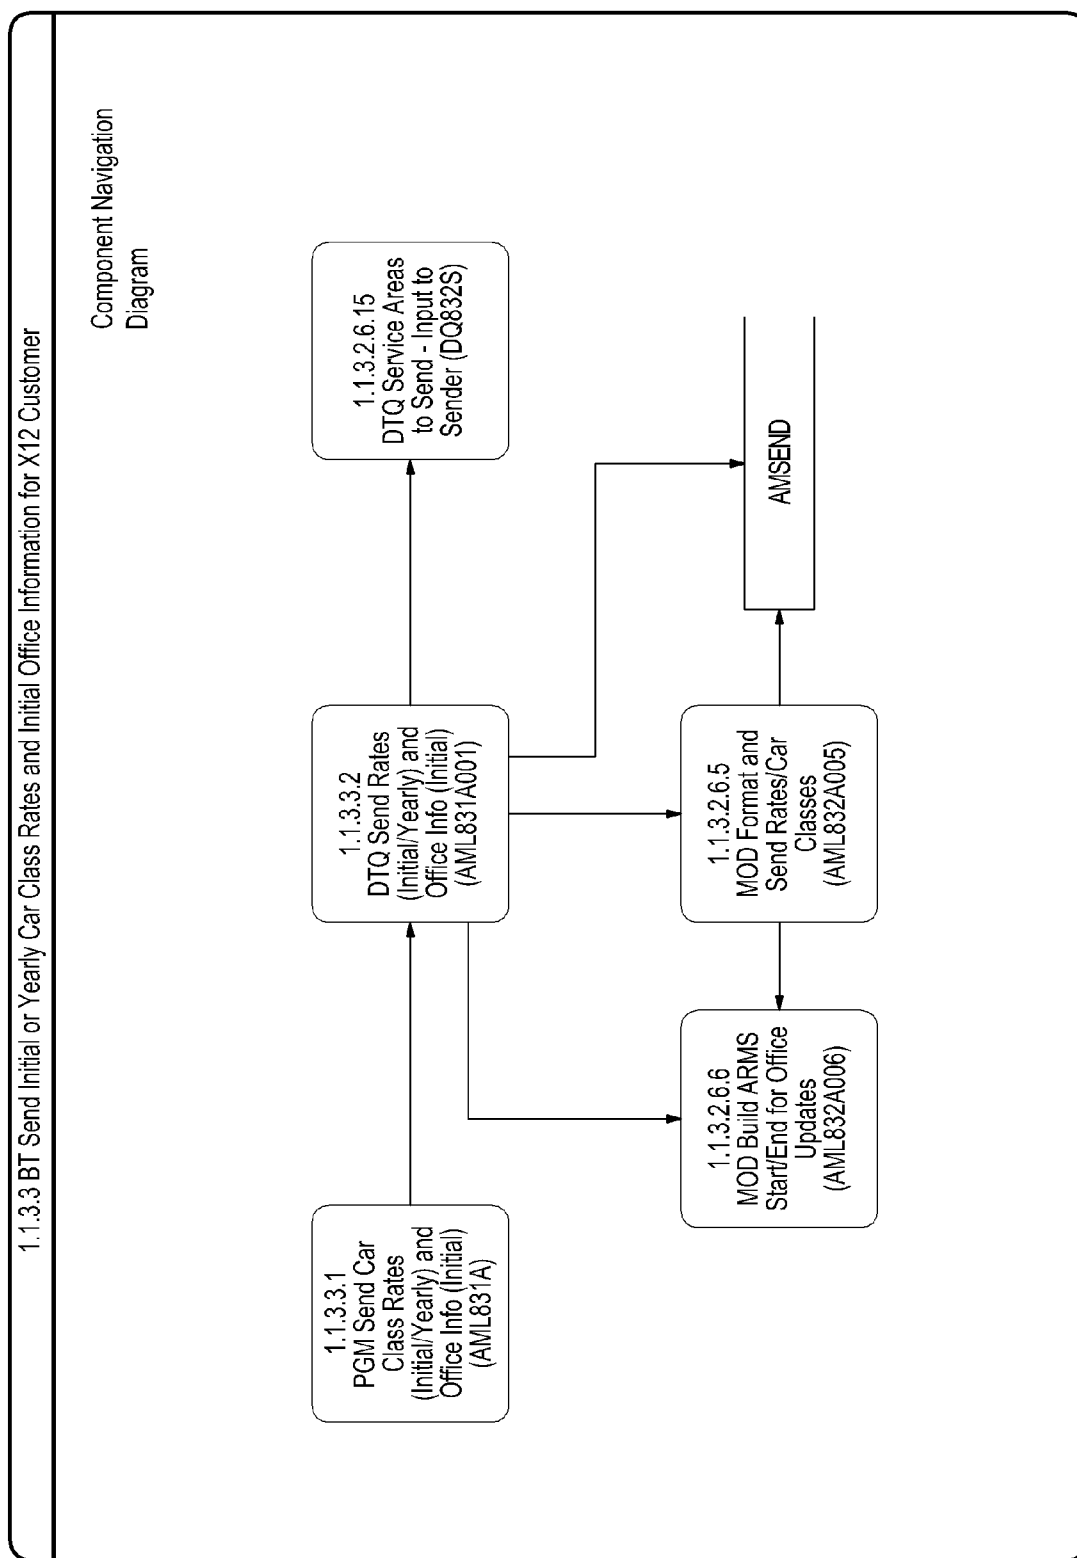 1.1.3.3 BT Send Initial or Yearly Car Class Rates and Initial Office Information for X12 Customer
Component Navigation
Diagram
1.1.3.3.1
PGM Send Car
Class Rates
(Initial/Yearly) and
Office Info (Initial)
(AML831A)
1.1.3.3.2
DTQ Send Rates
(Initial/Yearly) and
Office Info (Initial)
(AML831A001)
1.1.3.2.6.15
DTQ Service Areas
to Send - Input to
Sender (DQ832S)
1.1.3.2.6.6
MOD Build ARMS
Start/End for Office
Updates
(AML832A006)
1.1.3.2.6.5
MOD Format and
Send Rates/Car
Classes
(AML832A005)
AMSEND